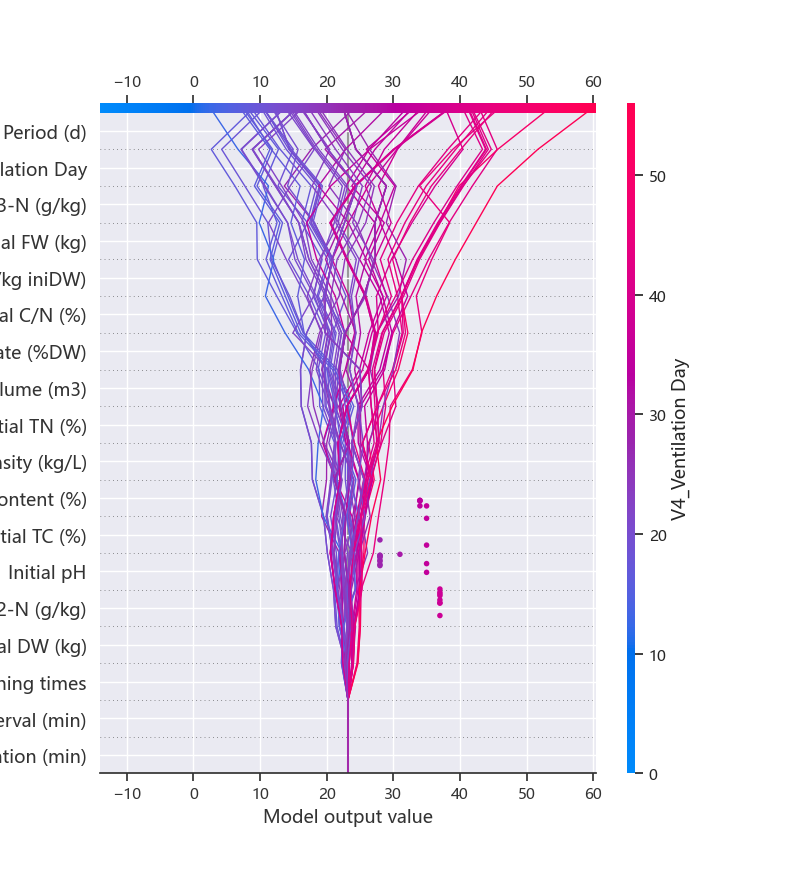 −10 0 10 20 30 40 50 60
Period (d)
lation Day
3-N (g/kg)
al FW (kg)
/kg iniDW)
al C/N (%)
ate (%DW)
lume (m3)
tial TN (%)
nsity (kg/L)
ontent (%)
tial TC (%)
Initial pH
2-N (g/kg)
al DW (kg)
ning times
erval (min)
ation (min)
−10 0 10 20 30 40 50 60
Model output value
50
40
30
20
10
0
V4_Ventilation Day